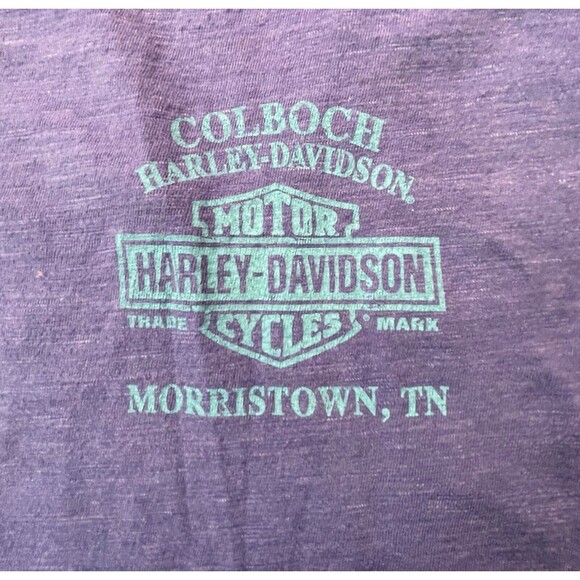 COLBOCH
HARLEY-DAVIDSON®
MOTOR
HARLEY-DAVIDSON
TRADE CYCLES ® MARK
MORRISTOWN, TN